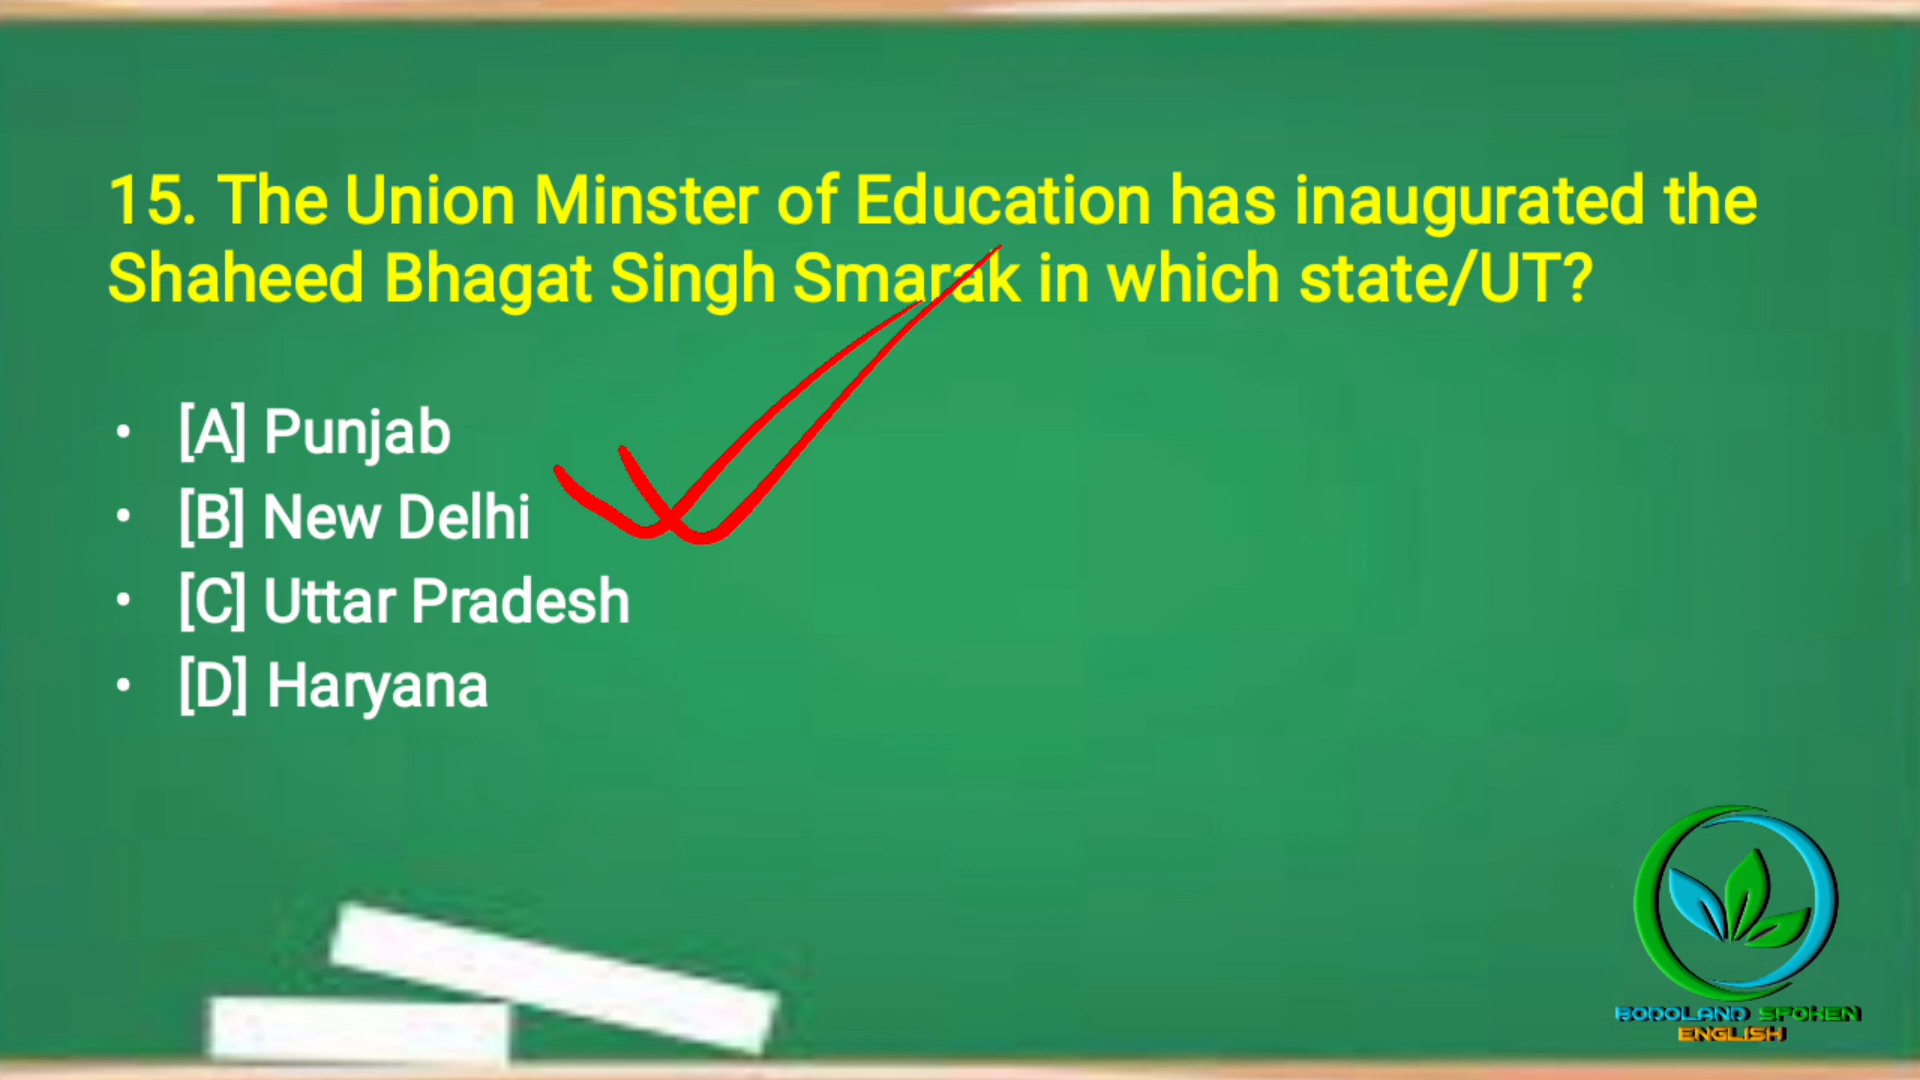 15. The Union Minster of Education has inaugurated the
Shaheed Bhagat Singh Smarak in which state/UT?
• [A] Punjab
• [B] New Delhi
• [C] Uttar Pradesh
• [D] Haryana
BODOLAND SPOKEN
ENGLISH